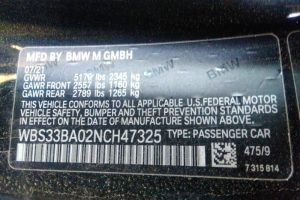 MFD BY BMW M GMBH
07/21
GVWR 5170 lbs 2345 kg
GAWR FRONT 2557 lbs 1160 kg
GAWR REAR 2789 lbs 1265 kg
THIS VEHICLE CONFORMS TO ALL APPLICABLE U.S. FEDERAL MOTOR
VEHICLE SAFETY, BUMPER, AND THEFT PREVENTION STANDARDS
IN EFFECT ON THE DATE OF MANUFACTURE SHOWN ABOVE.
WBS33BA02NCH47325 TYPE: PASSENGER CAR
475/9
7 315 814